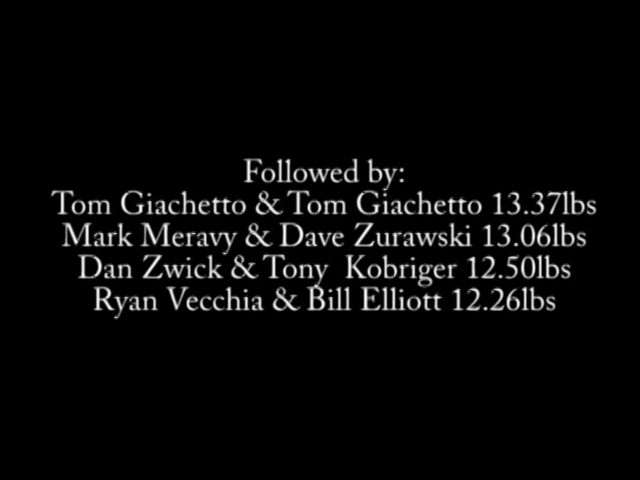 Followed by:
Tom Giachetto & Tom Giachetto 13.37lbs
Mark Meravy & Dave Zurawski 13.06lbs
Dan Zwick & Tony  Kobriger 12.50lbs
Ryan Vecchia & Bill Elliott 12.26lbs